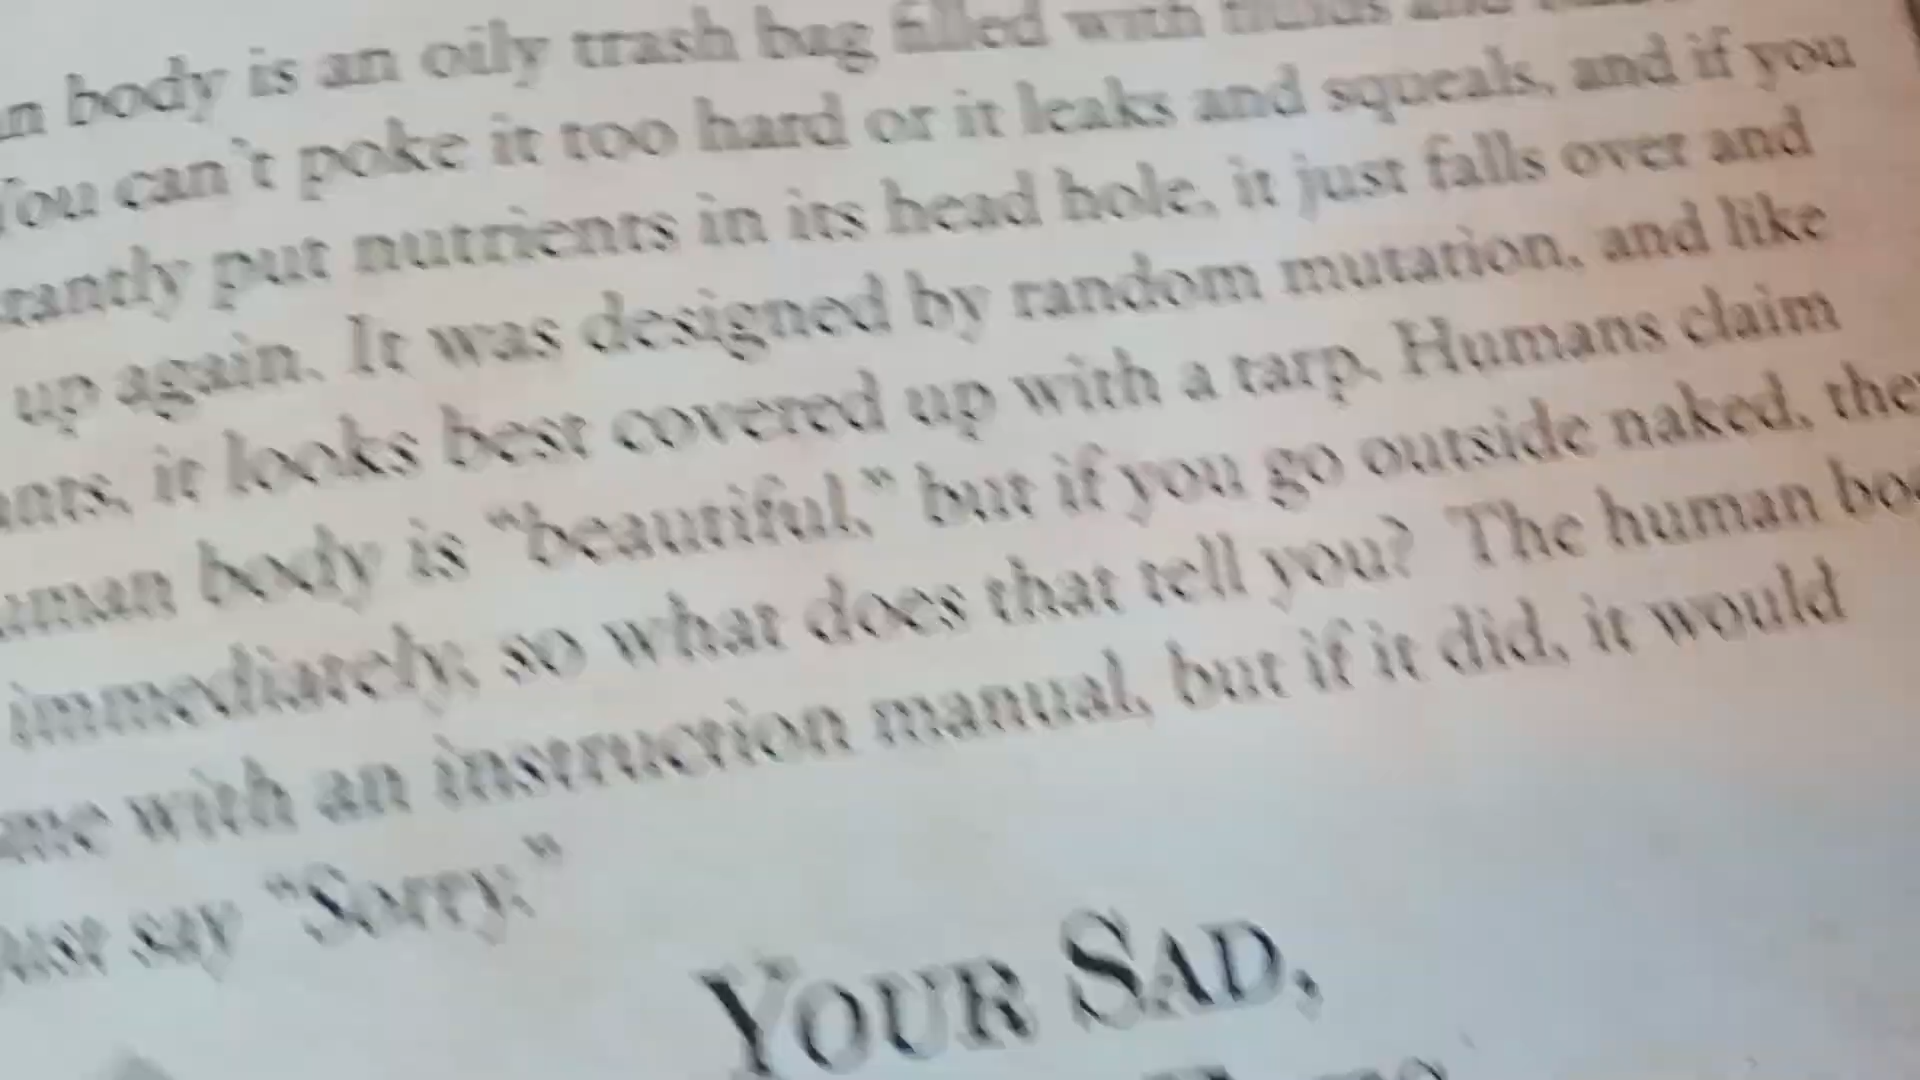 body is an oily trash bag filled with fluids and
You can't poke it too hard or it leaks and squeals, and if you
put nutrients in its head hole, it just falls over and
up again. It was designed by random mutation, and like
it looks best covered up with a tarp. Humans claim
body is "beautiful," but if you go outside naked,
immediately, so what does that tell you? The human
with an instruction manual, but if it did, it would
just say "Sorry."
YOUR SAD,